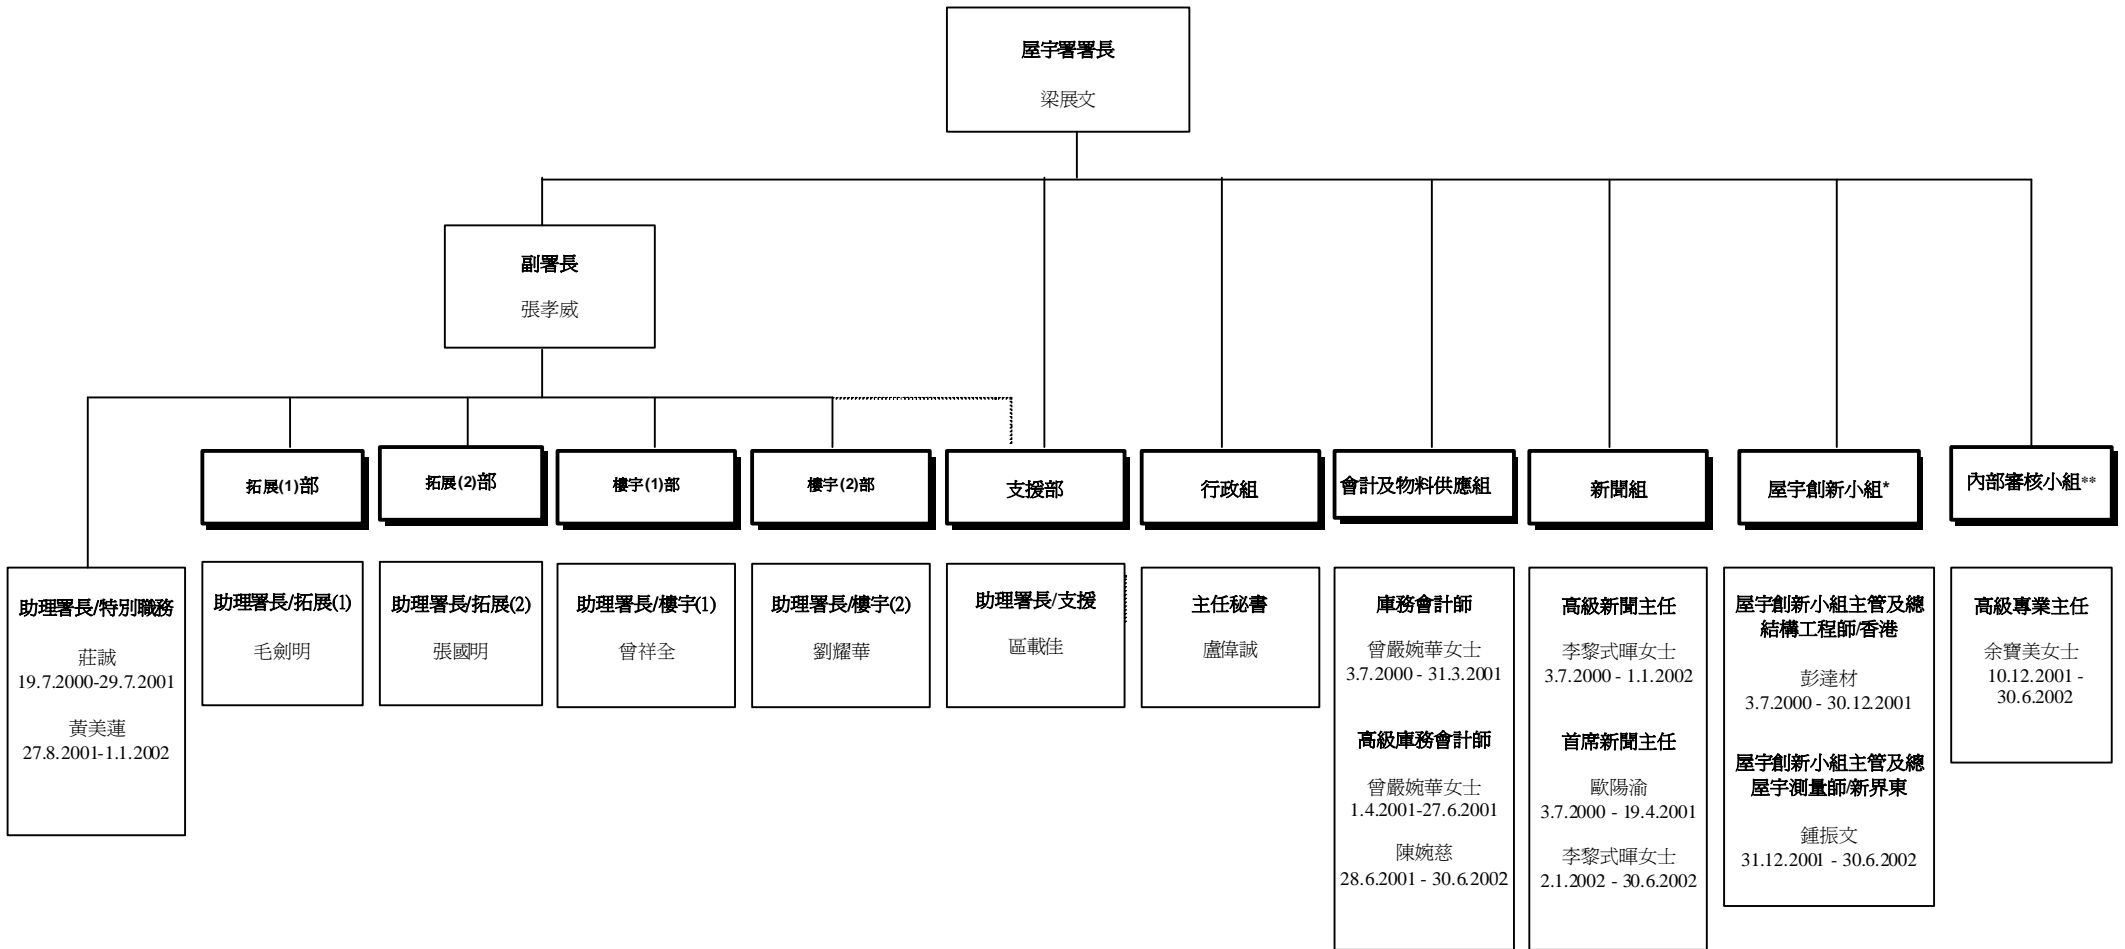 屋宇署署長
梁展文
副署長
張孝威
拓展(1)部
拓展(2)部
樓宇(1)部
樓宇(2)部
支援部
行政組
會計及物料供應組
新聞組
屋宇創新小組*
內部審核小組**
助理署長/特別職務
莊誠
19.7.2000-29.7.2001
黃美蓮
27.8.2001-1.1.2002
助理署長/拓展(1)
毛劍明
助理署長/拓展(2)
張國明
助理署長/樓宇(1)
曾祥全
助理署長/樓宇(2)
劉耀華
助理署長/支援
區載佳
主任秘書
盧偉誠
庫務會計師
曾嚴婉華女士
3.7.2000 - 31.3.2001
高級庫務會計師
曾嚴婉華女士
1.4.2001-27.6.2001
陳婉慈
28.6.2001 - 30.6.2002
高級新聞主任
李黎式暉女士
3.7.2000 - 1.1.2002
首席新聞主任
歐陽渝
3.7.2000 - 19.4.2001
李黎式暉女士
2.1.2002 - 30.6.2002
屋宇創新小組主管及總
結構工程師/香港
彭達材
3.7.2000 - 30.12.2001
屋宇創新小組主管及總
屋宇測量師/新界東
鍾振文
31.12.2001 - 30.6.2002
高級專業主任
余寶美女士
10.12.2001 -
30.6.2002